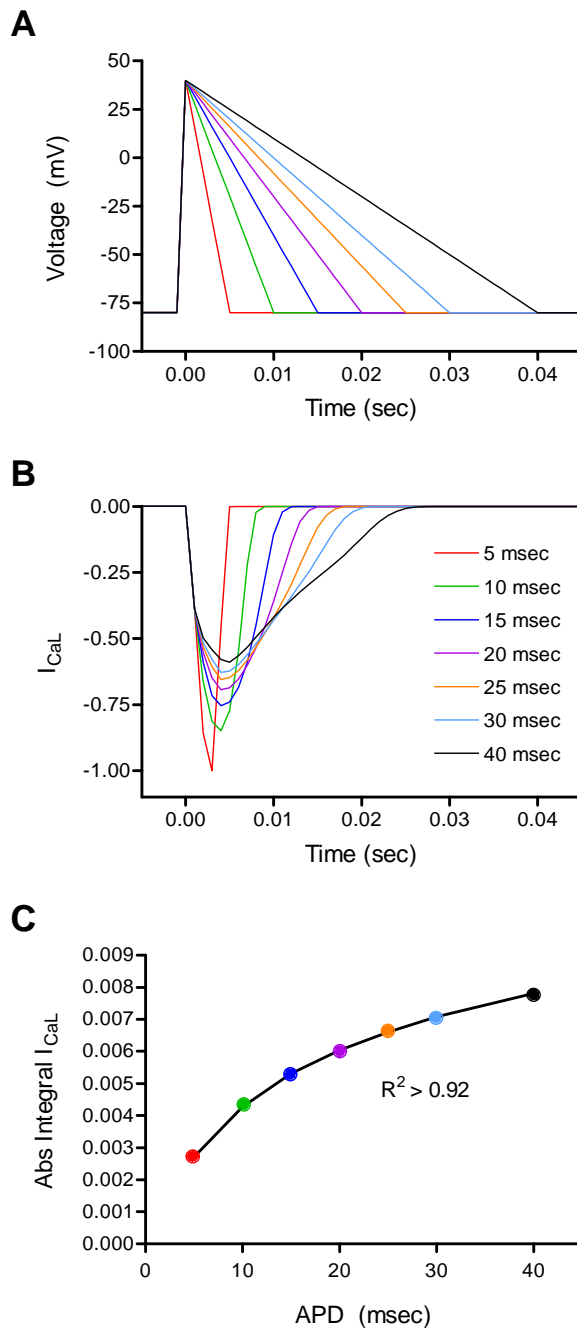 A
50
25
0
-25
-50
-75
-100
Voltage (mV)
0.00 0.01 0.02 0.03 0.04
Time (sec)
B
0.00
-0.25
-0.50
-0.75
-1.00
I_CaL
5 msec
10 msec
15 msec
20 msec
25 msec
30 msec
40 msec
0.00 0.01 0.02 0.03 0.04
Time (sec)
C
0.009
0.008
0.007
0.006
0.005
0.004
0.003
0.002
0.001
0.000
Abs Integral I_CaL
R² > 0.92
0 10 20 30 40
APD (msec)